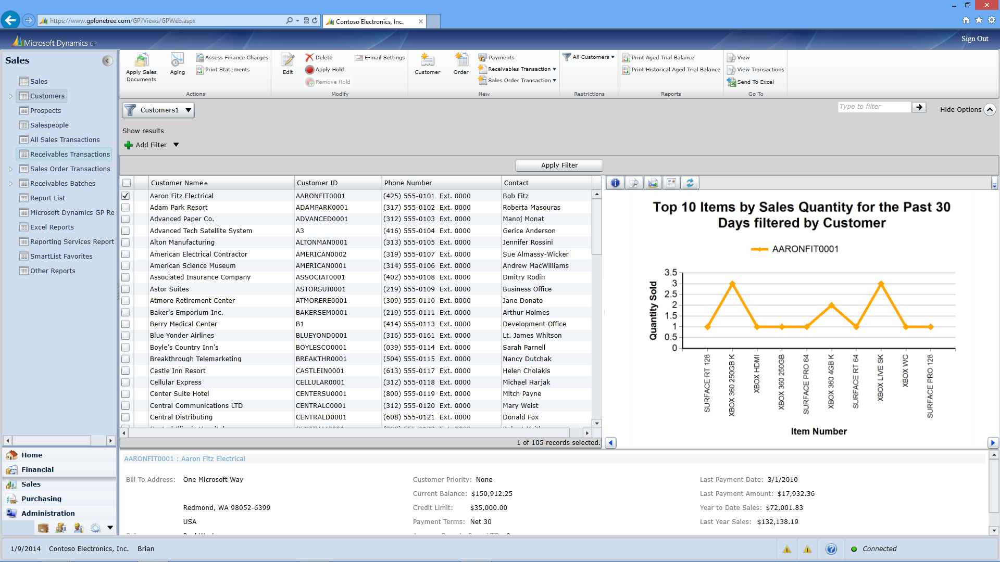 https://www.gplonetree.com/GP/Views/GPWeb.aspx
Contoso Electronics, Inc.
Microsoft Dynamics GP
Sign Out
Sales
Sales
Customers
Prospects
Salespeople
All Sales Transactions
Receivables Transactions
Sales Order Transactions
Receivables Batches
Report List
Microsoft Dynamics GP Re
Excel Reports
Reporting Services Report
SmartList Favorites
Other Reports
Home
Financial
Sales
Purchasing
Administration
Apply Sales Documents
Aging
Assess Finance Charges
Print Statements
Actions
Edit
Delete
Apply Hold
Remove Hold
E-mail Settings
Modify
Customer
Order
Payments
Receivables Transaction
Sales Order Transaction
New
All Customers
Restrictions
Print Aged Trial Balance
Print Historical Aged Trial Balance
Reports
View
View Transactions
Send To Excel
Go To
Customers1
Type to filter
Hide Options
Show results
Add Filter
Apply Filter
Customer Name Customer ID Phone Number Contact
Aaron Fitz Electrical AARONFIT0001 (425) 555-0101 Ext. 0000 Bob Fitz
Adam Park Resort ADAMPARK0001 (317) 555-0102 Ext. 0000 Roberta Masouras
Advanced Paper Co. ADVANCED0001 (312) 555-0103 Ext. 0000 Manoj Monat
Advanced Tech Satellite System A3 (416) 555-0104 Ext. 0000 Gerice Anderson
Alton Manufacturing ALTONMAN0001 (313) 555-0105 Ext. 0000 Jennifer Rossini
American Electrical Contractor AMERICAN0002 (319) 555-0107 Ext. 0000 Sue Almassy-Wicker
American Science Museum AMERICAN0001 (314) 555-0106 Ext. 0000 Andrew MacWilliams
Associated Insurance Company ASSOCIAT0001 (402) 555-0108 Ext. 0000 Dmitry Rodin
Astor Suites ASTORSUI0001 (219) 555-0109 Ext. 0000 Business Office
Atmore Retirement Center ATMORERE0001 (309) 555-0110 Ext. 0000 Jane Donato
Baker's Emporium Inc. BAKERSEM0001 (219) 555-0111 Ext. 0000 Arthur Holmes
Berry Medical Center B1 (414) 555-0113 Ext. 0000 Development Office
Blue Yonder Airlines BLUEYOND0001 (316) 555-0161 Ext. 0000 Lt. James Whitson
Boyle's Country Inn's BOYLESCO0001 (039) 555-0114 Ext. 0000 Sarah Parnell
Breakthrough Telemarketing BREAKTHR0001 (504) 555-0115 Ext. 0000 Nancy Dutchak
Castle Inn Resort CASTLEIN0001 (613) 555-0117 Ext. 0000 Helen Cholakis
Cellular Express CELLULAR0001 (312) 555-0118 Ext. 0000 Michael Harjak
Center Suite Hotel CENTERSU0001 (800) 555-0119 Ext. 0000 Mitch Payne
Central Communications LTD CENTRALC0001 (312) 555-0120 Ext. 0000 Mary Weist
Central Distributing CENTRALD0001 (608) 555-0121 Ext. 0000 Donald Fox
1 of 105 records selected.
Top 10 Items by Sales Quantity for the Past 30
Days filtered by Customer
AARONFIT0001
Quantity Sold
3.5
3
2.5
2
1.5
1
0.5
0
SURFACE RT 128
XBOX 360 250GB K
XBOX HDMI
XBOX 360 250GB
SURFACE PRO 64
XBOX 360 4GB K
SURFACE RT 64
XBOX LIVE SK
XBOX WC
SURFACE PRO 128
Item Number
AARONFIT0001 : Aaron Fitz Electrical
Bill To Address: One Microsoft Way
Redmond, WA 98052-6399
USA
Customer Priority: None
Current Balance: $150,912.25
Credit Limit: $35,000.00
Payment Terms: Net 30
Last Payment Date: 3/1/2010
Last Payment Amount: $17,932.36
Year to Date Sales: $72,001.83
Last Year Sales: $132,138.19
1/9/2014 Contoso Electronics, Inc. Brian
Connected